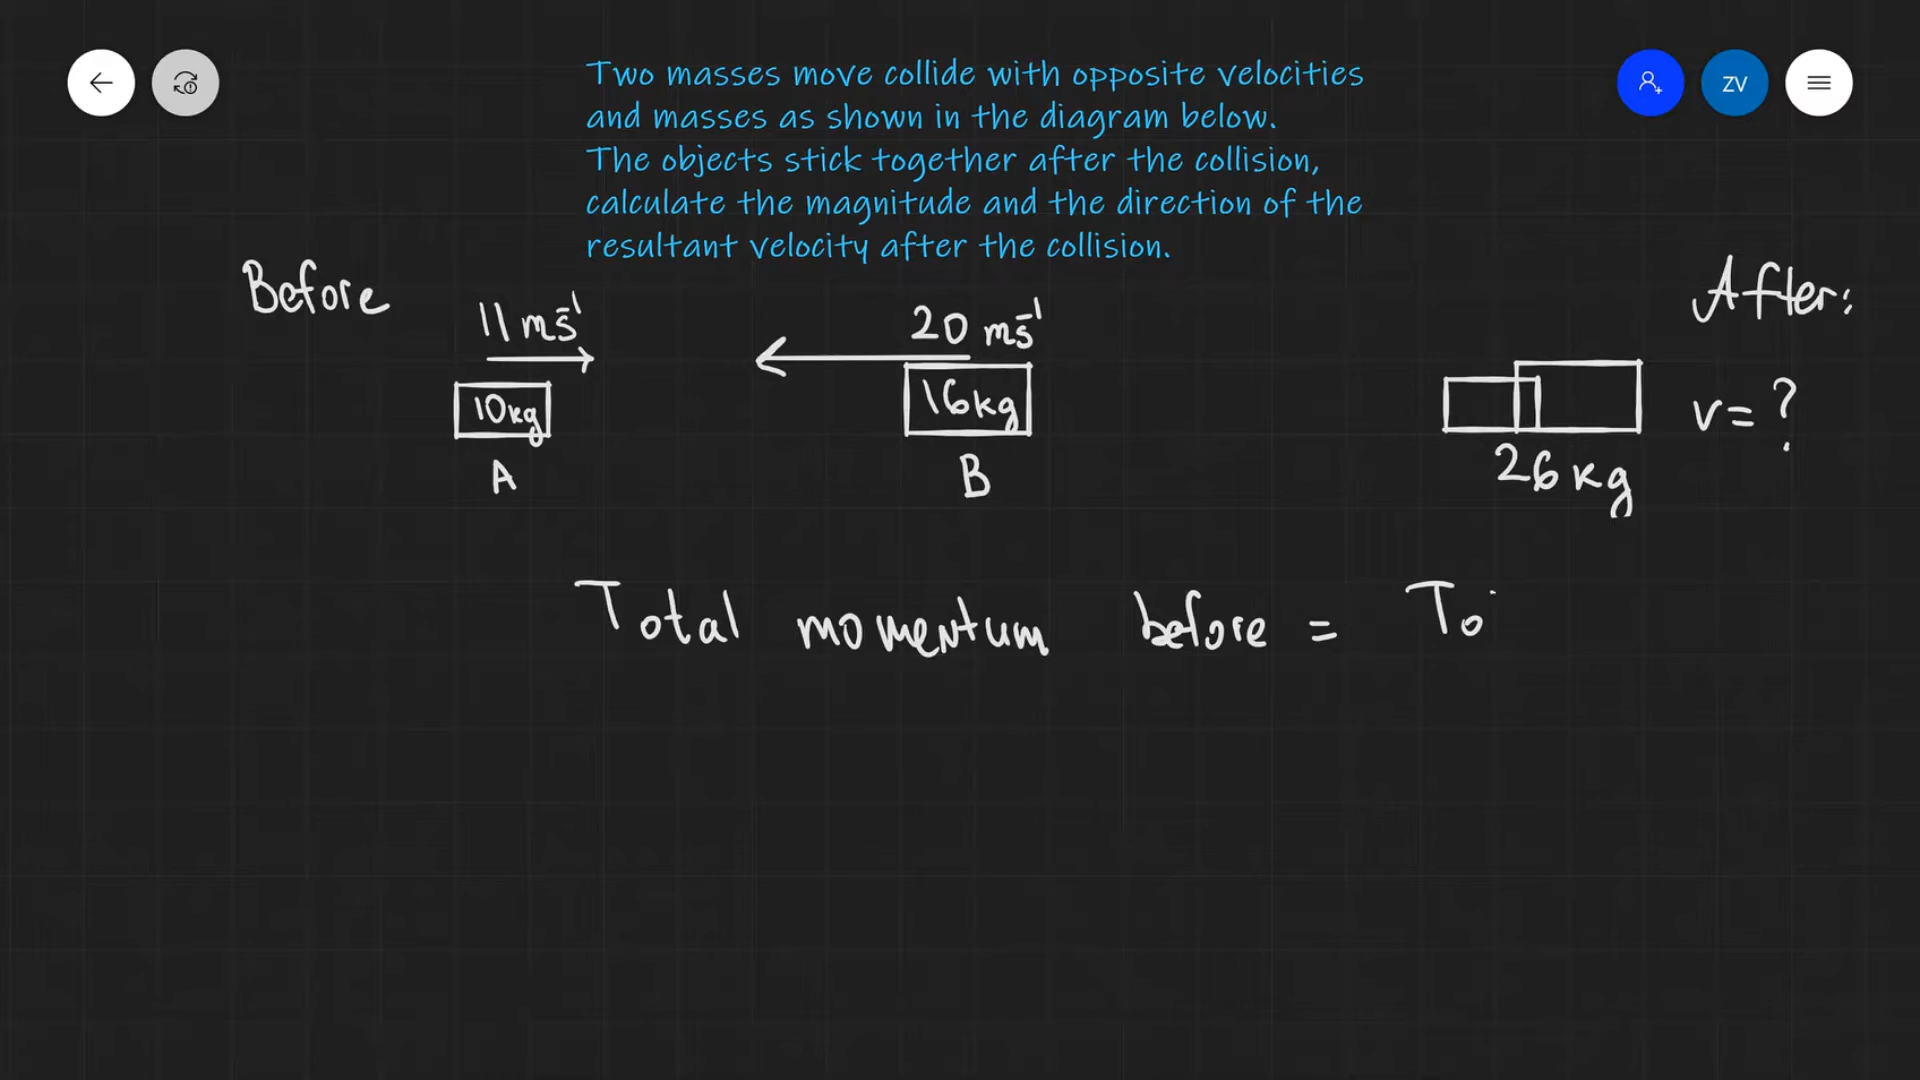 Two masses move collide with opposite velocities
ZV
and masses as shown in the diagram below.
The objects stick together after the collision,
calculate the magnitude and the direction of the
resultant velocity after the collision.
Before
After:
11 ms⁻¹
20 ms⁻¹
10kg
16kg
v = ?
A
B
26 kg
Total momentum before = To